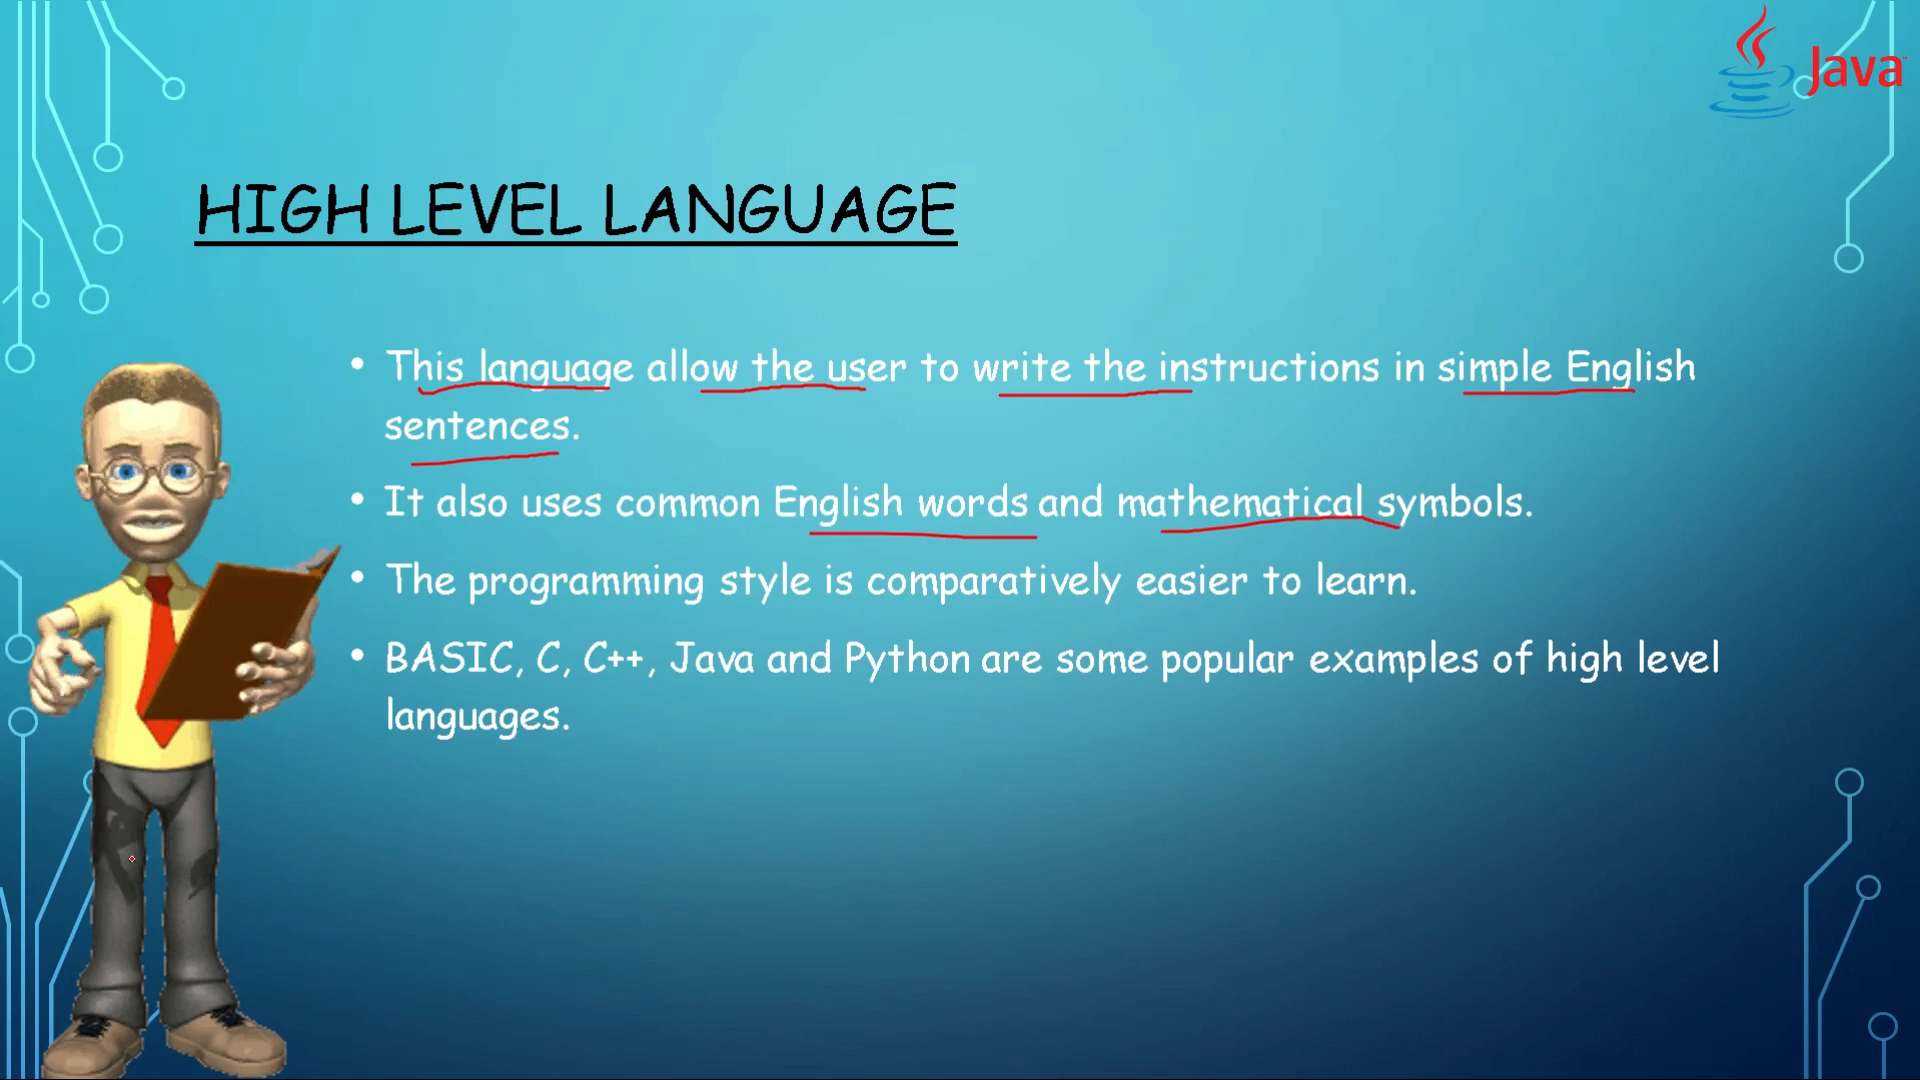 Java
HIGH LEVEL LANGUAGE
• This language allow the user to write the instructions in simple English
sentences.
• It also uses common English words and mathematical symbols.
• The programming style is comparatively easier to learn.
• BASIC, C, C++, Java and Python are some popular examples of high level
languages.